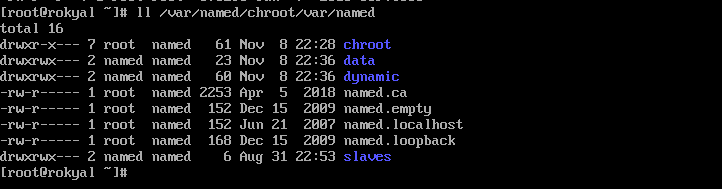 [root@rokyal ~]# ll /var/named/chroot/var/named
total 16
drwxr-x--- 7 root  named   61 Nov  8 22:28 chroot
drwxrwx--- 2 named named   23 Nov  8 22:36 data
drwxrwx--- 2 named named   60 Nov  8 22:36 dynamic
-rw-r----- 1 root  named 2253 Apr  5  2018 named.ca
-rw-r----- 1 root  named  152 Dec 15  2009 named.empty
-rw-r----- 1 root  named  152 Jun 21  2007 named.localhost
-rw-r----- 1 root  named  168 Dec 15  2009 named.loopback
drwxrwx--- 2 named named    6 Aug 31 22:53 slaves
[root@rokyal ~]#